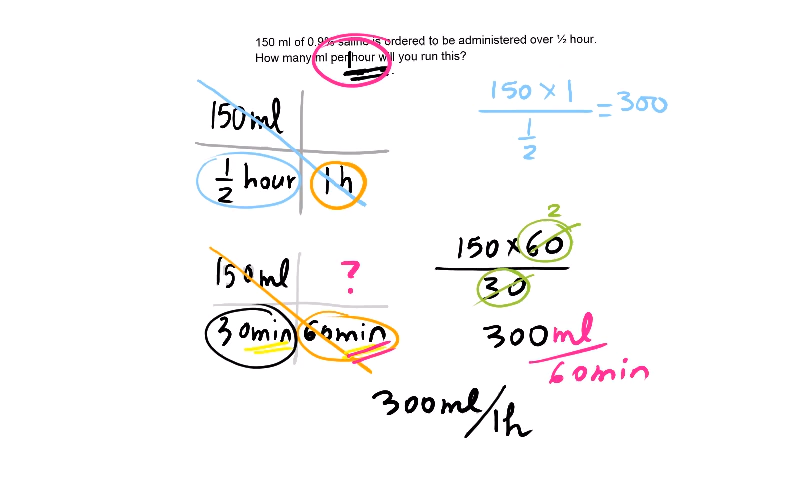 150 ml of 0.9% saline is ordered to be administered over ½ hour.
How many ml per hour will you run this?
1
150ml
1/2 hour 1h
150 × 1
1/2
= 300
150ml ?
30min 60min
2
150 × 60
30
300ml
60min
300ml/1h